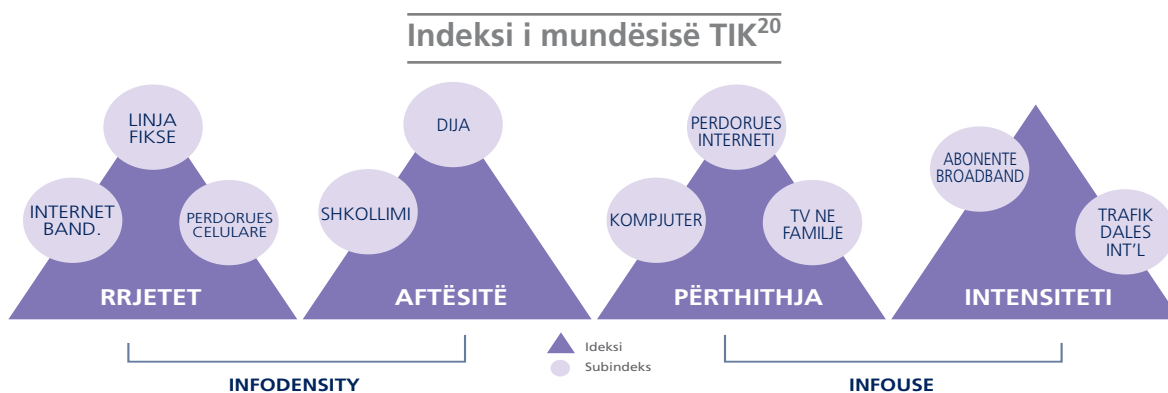 Indeksi i mundësisë TIK20
LINJA
FIKSE
INTERNET
BAND.
PERDORUES
CELULARE
RRJETET
DIJA
SHKOLLIMI
AFTËSITË
PERDORUES
INTERNETI
KOMPJUTER
TV NE
FAMILJE
PËRTHITHJA
ABONENTE
BROADBAND
TRAFIK
DALES
INT'L
INTENSITETI
Ideksi
Subindeks
INFODENSITY
INFOUSE